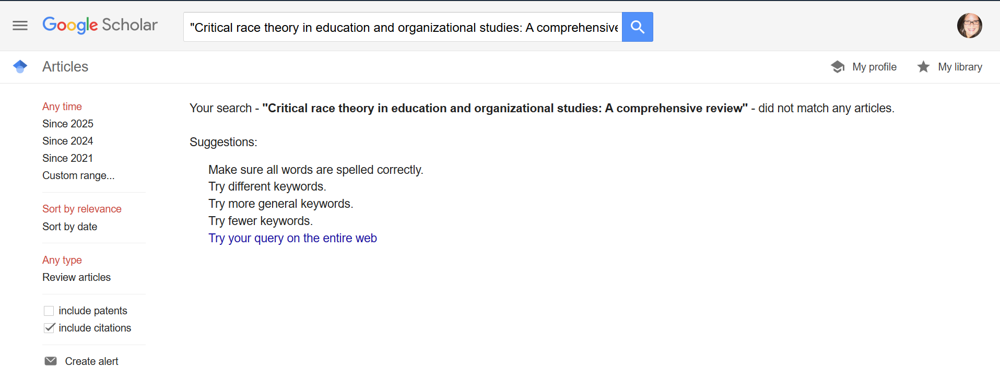 Google Scholar
"Critical race theory in education and organizational studies: A comprehensive
Articles
My profile
My library
Any time
Since 2025
Since 2024
Since 2021
Custom range...
Sort by relevance
Sort by date
Any type
Review articles
include patents
include citations
Create alert
Your search - "Critical race theory in education and organizational studies: A comprehensive review" - did not match any articles.
Suggestions:
Make sure all words are spelled correctly.
Try different keywords.
Try more general keywords.
Try fewer keywords.
Try your query on the entire web